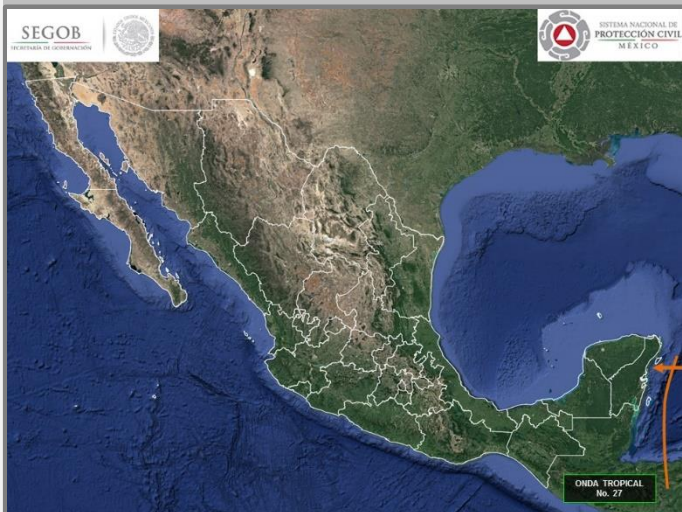 SEGOB
SECRETARÍA DE GOBERNACIÓN
SISTEMA NACIONAL DE
PROTECCIÓN CIVIL
MÉXICO
ONDA TROPICAL
No. 27